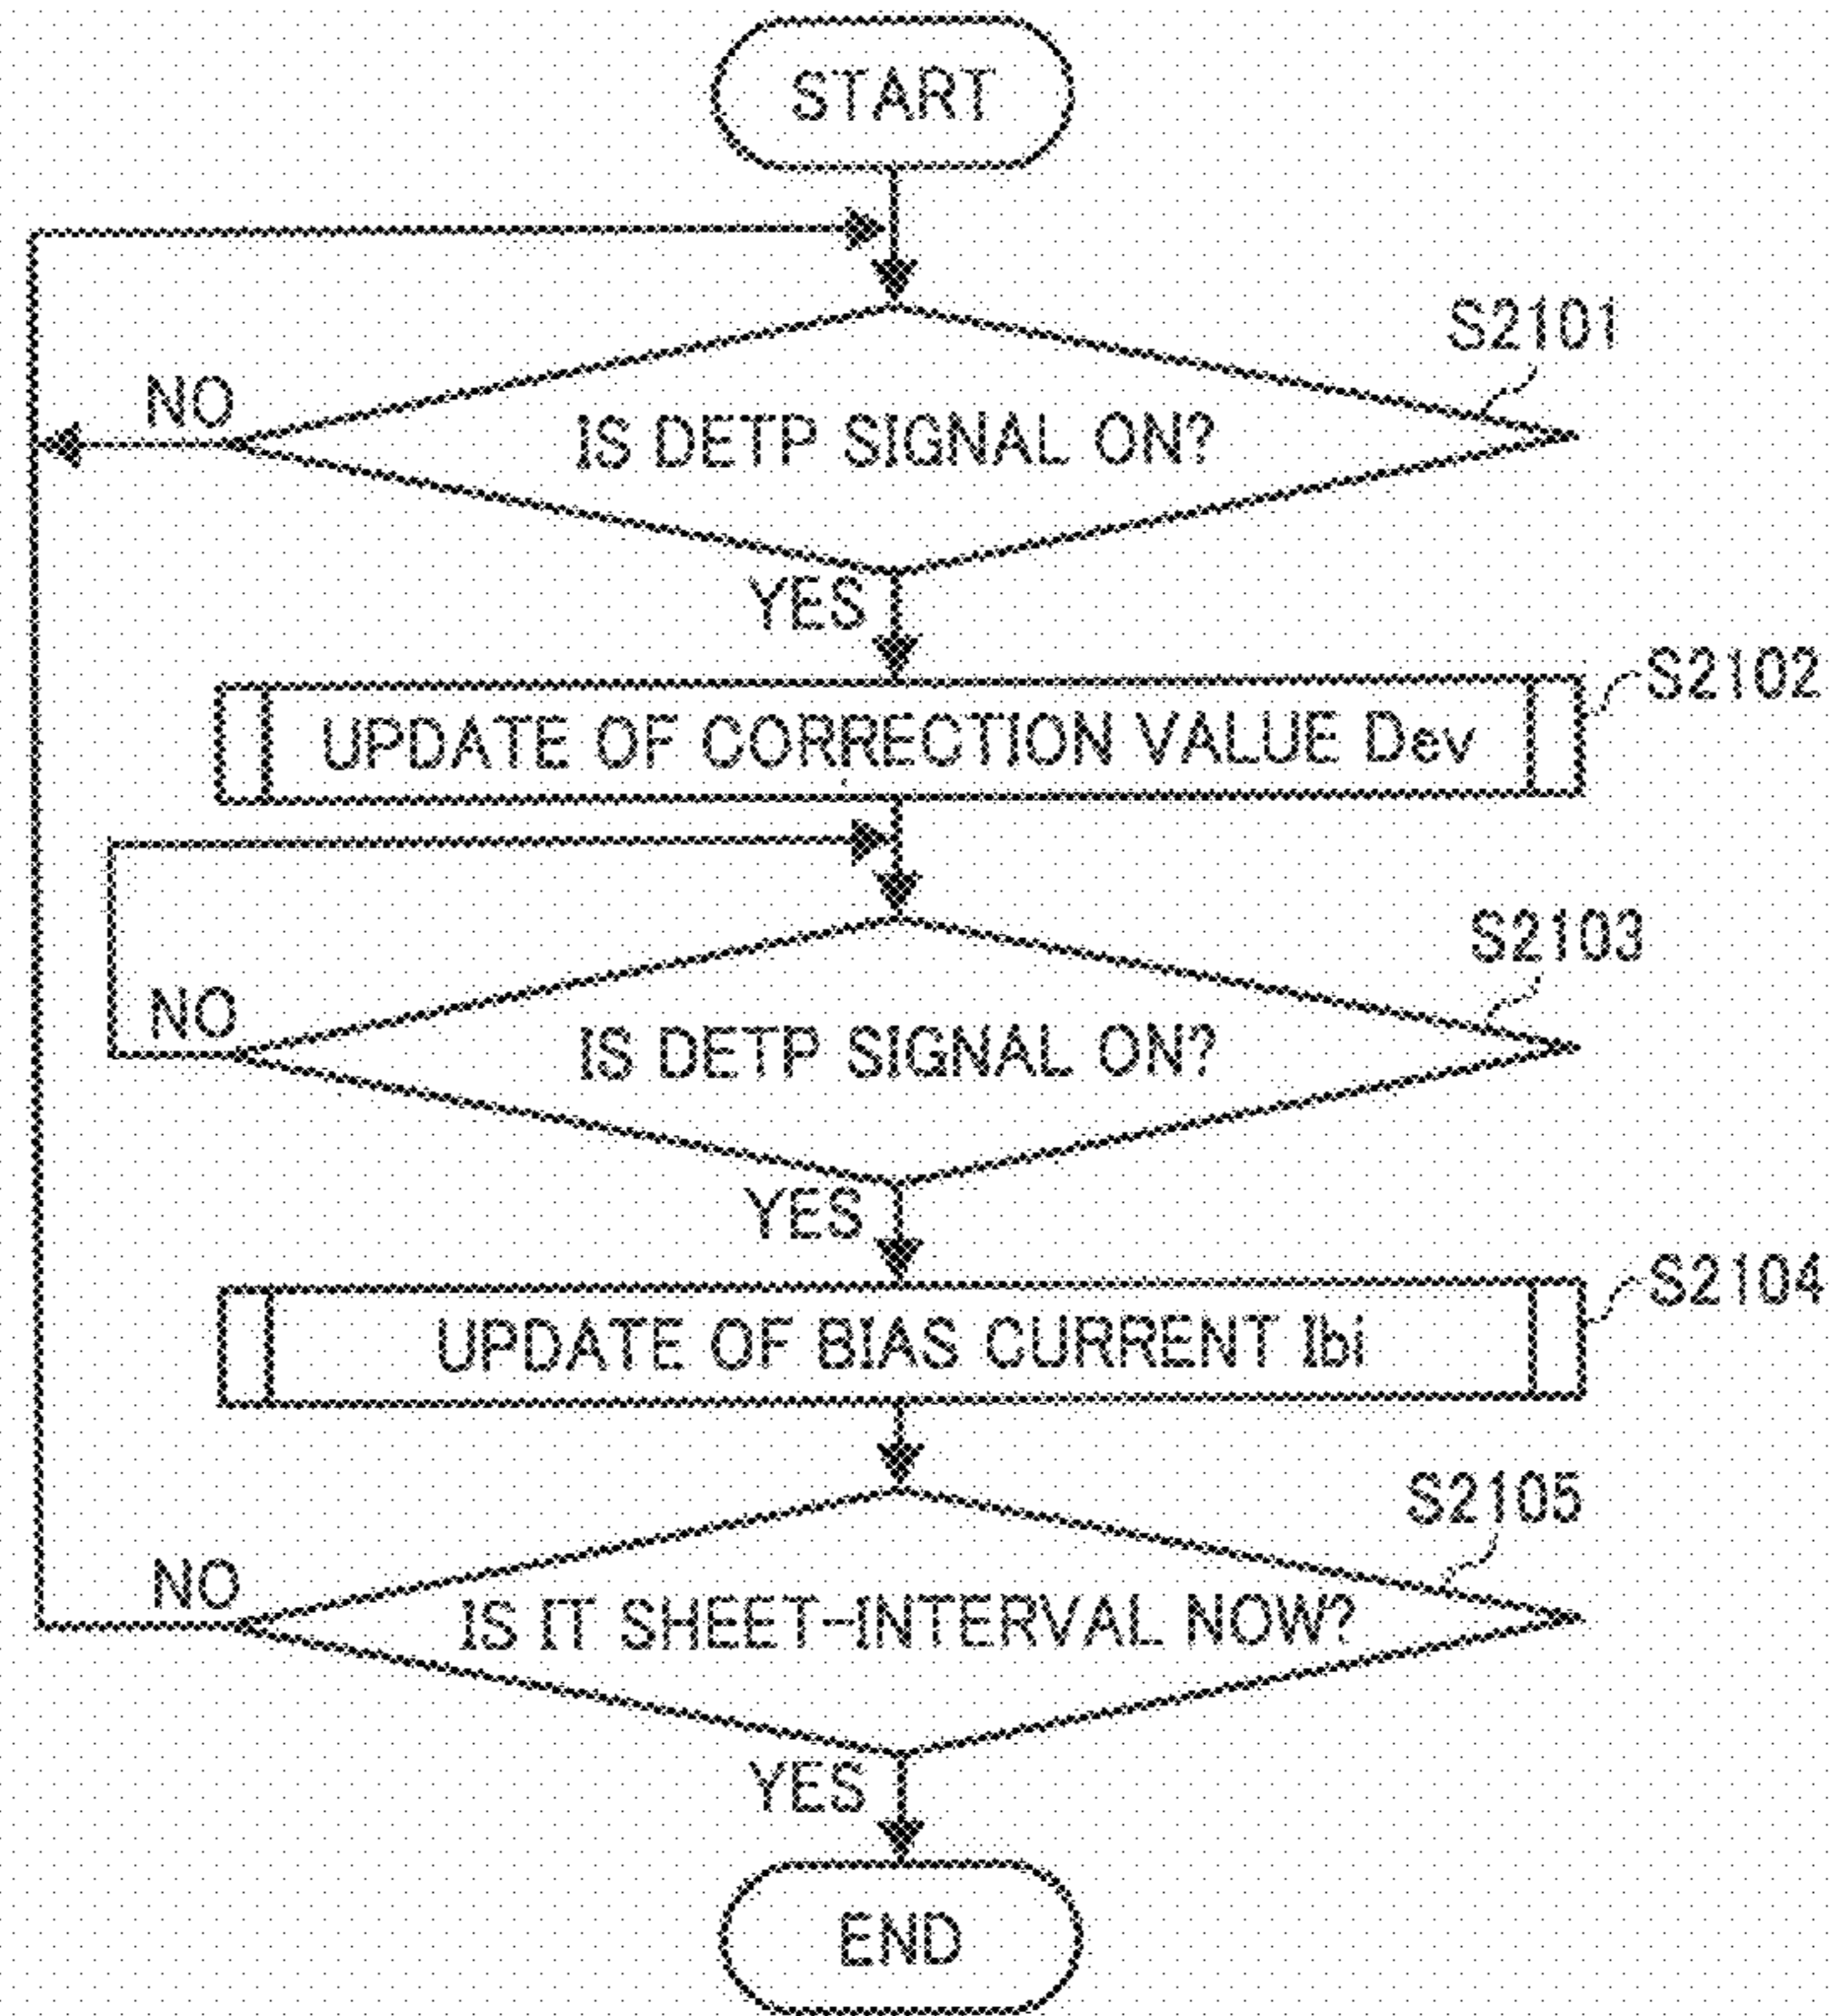 START
S2101
NO
IS DETP SIGNAL ON?
YES
S2102
UPDATE OF CORRECTION VALUE Dev
S2103
NO
IS DETP SIGNAL ON?
YES
S2104
UPDATE OF BIAS CURRENT Ibi
S2105
NO
IS IT SHEET-INTERVAL NOW?
YES
END